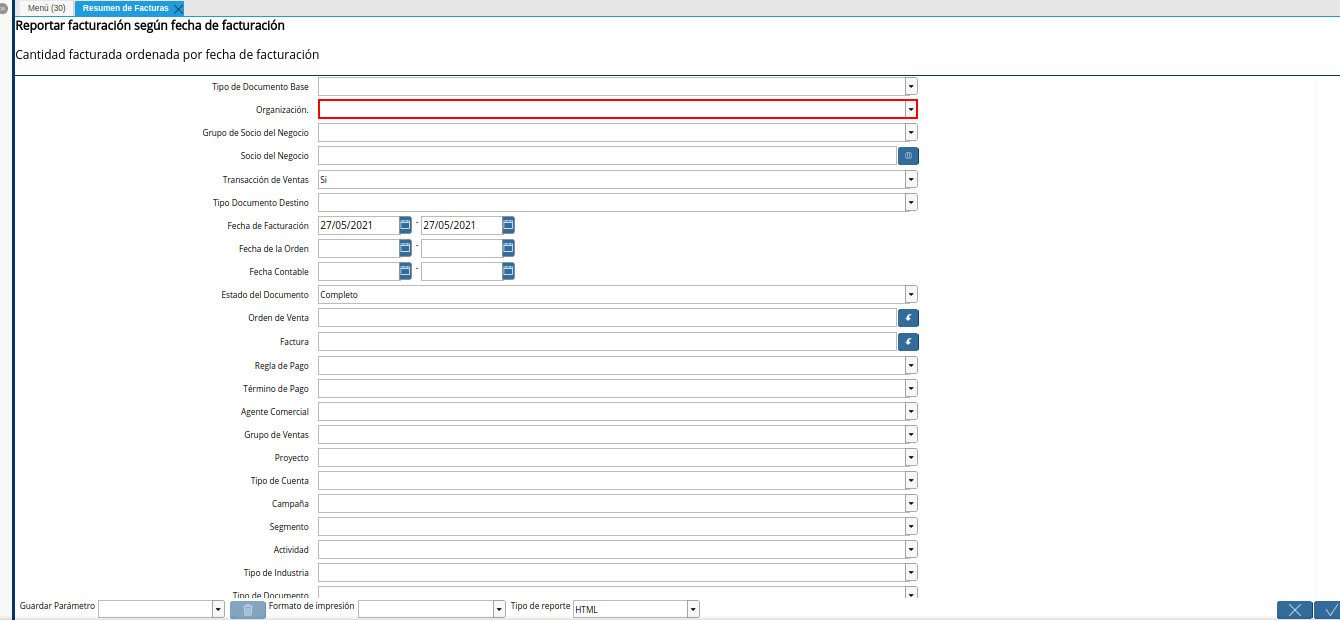 Menú (30) Resumen de Facturas
Reportar facturación según fecha de facturación
Cantidad facturada ordenada por fecha de facturación
Tipo de Documento Base
Organización.
Grupo de Socio del Negocio
Socio del Negocio
Transacción de Ventas Si
Tipo Documento Destino
Fecha de Facturación 27/05/2021 - 27/05/2021
Fecha de la Orden -
Fecha Contable -
Estado del Documento Completo
Orden de Venta
Factura
Regla de Pago
Término de Pago
Agente Comercial
Grupo de Ventas
Proyecto
Tipo de Cuenta
Campaña
Segmento
Actividad
Tipo de Industria
Tipo de Documento
Guardar Parámetro Formato de impresión Tipo de reporte HTML